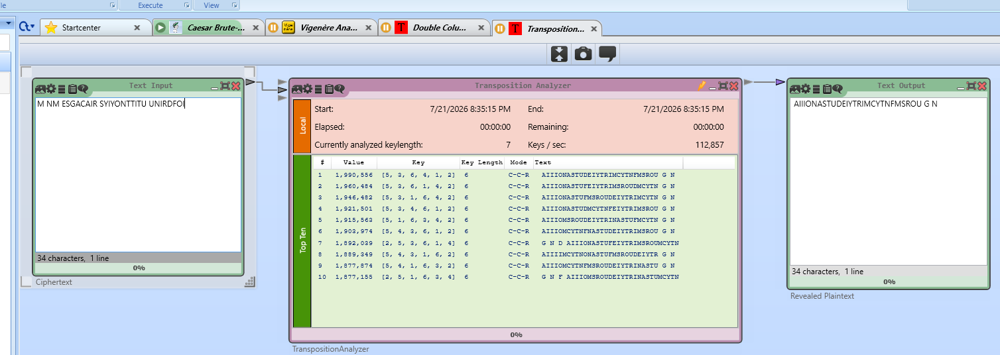 le
Execute
View
Startcenter
Caesar Brute-...
Vigenère Ana...
Double Colu...
Transposition...
Text Input
M NM ESGACAIR SYIYONTTITU UNIRDFOI
34 characters, 1 line
0%
Ciphertext
Transposition Analyzer
Local
Start: 7/21/2026 8:35:15 PM End: 7/21/2026 8:35:15 PM
Elapsed: 00:00:00 Remaining: 00:00:00
Currently analyzed keylength: 7 Keys / sec: 112,857
Top Ten
# Value Key Key Length Mode Text
1 1,990,556 [5, 3, 6, 4, 1, 2] 6 C-C-R AIIIONASTUDEIYTRIMCYTNFMSROU G N
2 1,960,484 [5, 3, 6, 1, 4, 2] 6 C-C-R AIIIONASTUFEIYTRIMSROUDMCYTN G N
3 1,946,482 [5, 3, 1, 6, 4, 2] 6 C-C-R AIIIONASTUFMSROUDEIYTRIMCYTN G N
4 1,921,501 [5, 3, 4, 6, 1, 2] 6 C-C-R AIIIONASTUDMCYTNFEIYTRIMSROU G N
5 1,915,563 [5, 1, 6, 3, 4, 2] 6 C-C-R AIIIOMSROUDEIYTRINASTUFMCYTN G N
6 1,903,974 [5, 4, 3, 6, 1, 2] 6 C-C-R AIIIOMCYTNFNASTUDEIYTRIMSROU G N
7 1,892,039 [2, 5, 3, 6, 1, 4] 6 C-C-R G N D AIIIONASTUFEIYTRIMSROUMCYTN
8 1,889,349 [5, 4, 3, 1, 6, 2] 6 C-C-R AIIIIMCYTNONASTUFMSROUDEIYTR G N
9 1,877,874 [5, 4, 1, 6, 3, 2] 6 C-C-R AIIIOMCYTNFMSROUDEIYTRINASTU G N
10 1,877,155 [2, 5, 1, 6, 3, 4] 6 C-C-R G N F AIIIOMSROUDEIYTRINASTUMCYTN
0%
TranspositionAnalyzer
Text Output
AIIIONASTUDEIYTRIMCYTNFMSROU G N
34 characters, 1 line
0%
Revealed Plaintext